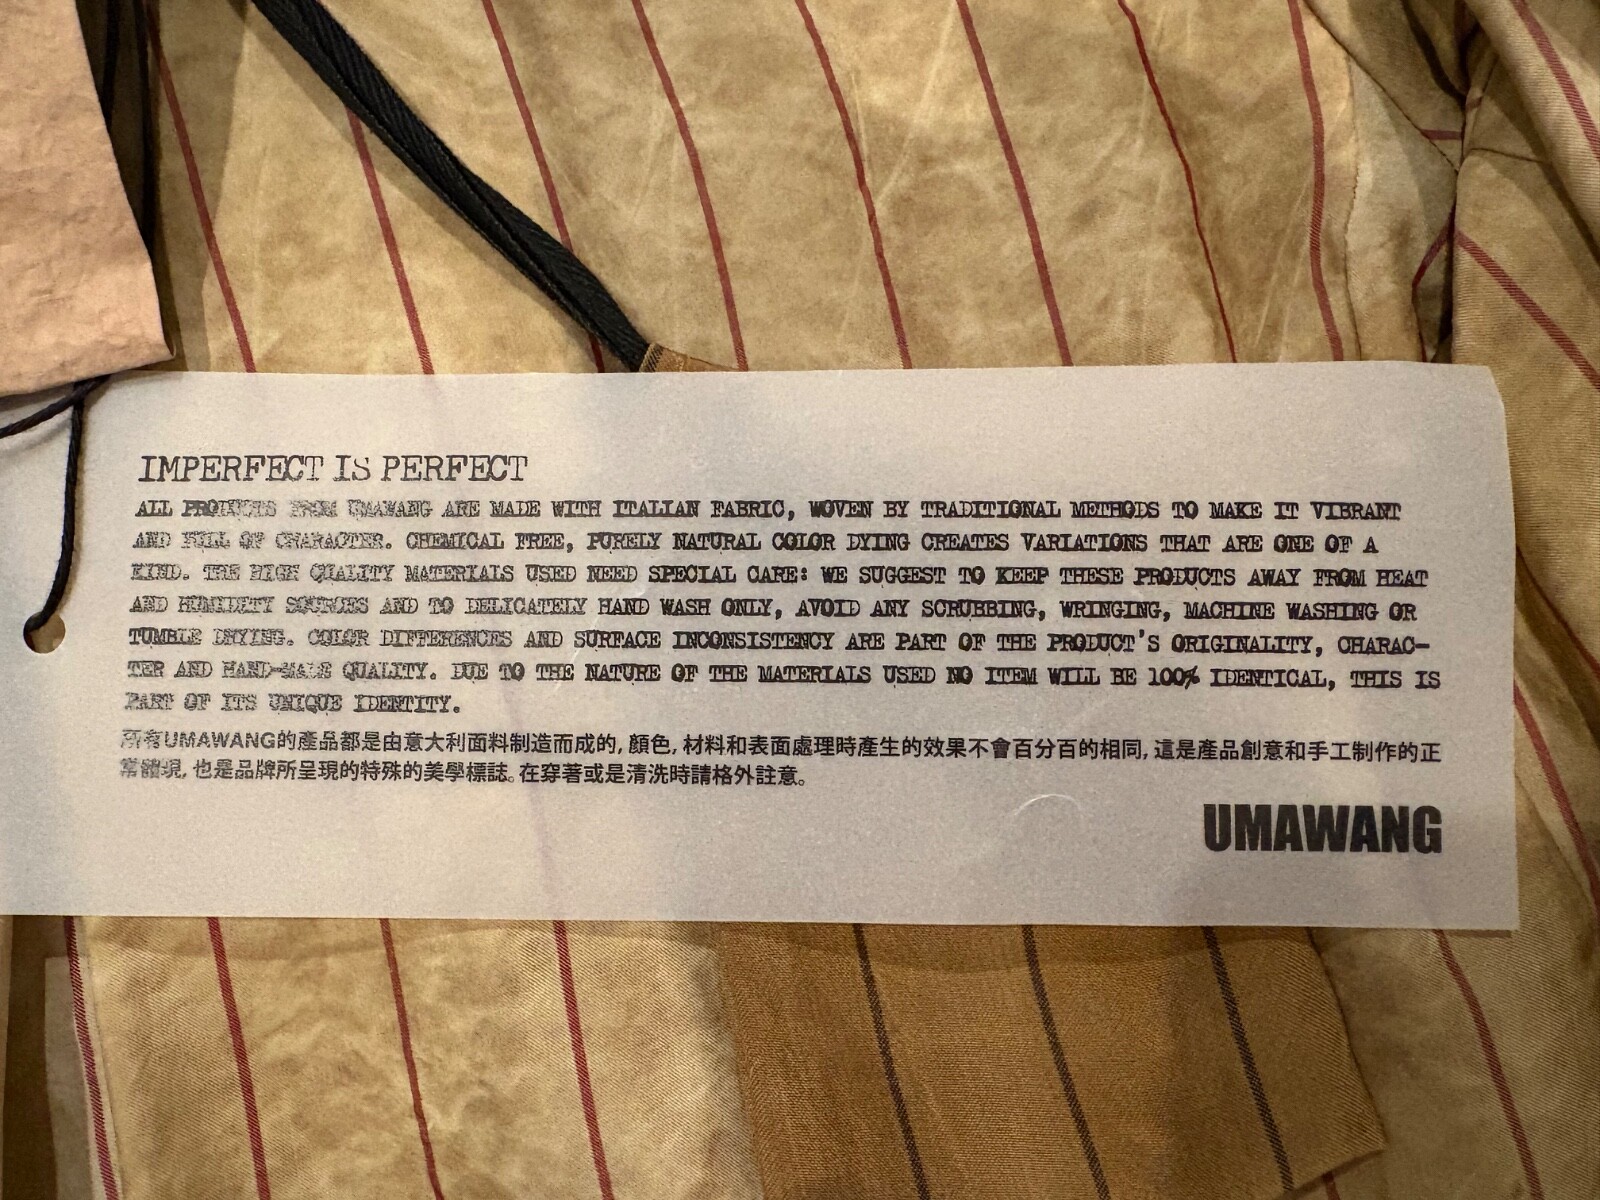 IMPERFECT IS PERFECT
ALL PRODUCTS FROM UMAWANG ARE MADE WITH ITALIAN FABRIC, WOVEN BY TRADITIONAL METHODS TO MAKE IT VIBRANT
AND FULL OF CHARACTER. CHEMICAL FREE, PURELY NATURAL COLOR DYING CREATES VARIATIONS THAT ARE ONE OF A
KIND. THE HIGH QUALITY MATERIALS USED NEED SPECIAL CARE: WE SUGGEST TO KEEP THESE PRODUCTS AWAY FROM HEAT
AND HUMIDITY SOURCES AND TO DELICATELY HAND WASH ONLY, AVOID ANY SCRUBBING, WRINGING, MACHINE WASHING OR
TUMBLE DRYING. COLOR DIFFERENCES AND SURFACE INCONSISTENCY ARE PART OF THE PRODUCT'S ORIGINALITY, CHARAC-
TER AND HAND-MADE QUALITY. DUE TO THE NATURE OF THE MATERIALS USED NO ITEM WILL BE 100% IDENTICAL, THIS IS
PART OF ITS UNIQUE IDENTITY.
所有UMAWANG的產品都是由意大利面料制造而成的, 顏色, 材料和表面處理時產生的效果不會百分百的相同, 這是產品創意和手工制作的正
常體現, 也是品牌所呈現的特殊的美學標誌。在穿著或是清洗時請格外註意。
UMAWANG